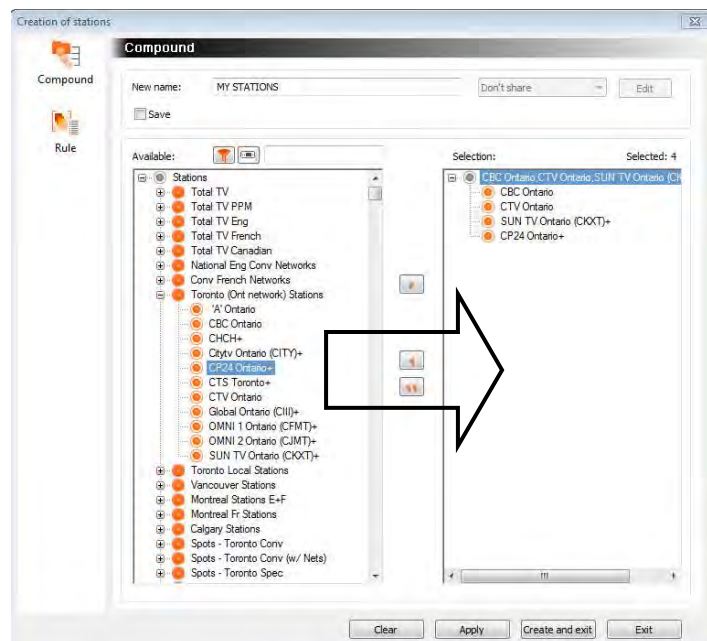 Creation of stations
Compound
Compound
Rule
New name: MY STATIONS Don't share Edit
Save
Available:
Stations
Total TV
Total TV PPM
Total TV Eng
Total TV French
Total TV Canadian
National Eng Conv Networks
Conv French Networks
Toronto (Ont network) Stations
'A' Ontario
CBC Ontario
CHCH+
Citytv Ontario (CITY)+
CP24 Ontario+
CTS Toronto+
CTV Ontario
Global Ontario (CIII)+
OMNI 1 Ontario (CFMT)+
OMNI 2 Ontario (CJMT)+
SUN TV Ontario (CKXT)+
Toronto Local Stations
Vancouver Stations
Montreal Stations E+F
Montreal Fr Stations
Calgary Stations
Spots - Toronto Conv
Spots - Toronto Conv (w/ Nets)
Spots - Toronto Spec
Selection: Selected: 4
CBC Ontario,CTV Ontario,SUN TV Ontario (CK
CBC Ontario
CTV Ontario
SUN TV Ontario (CKXT)+
CP24 Ontario+
Clear Apply Create and exit Exit